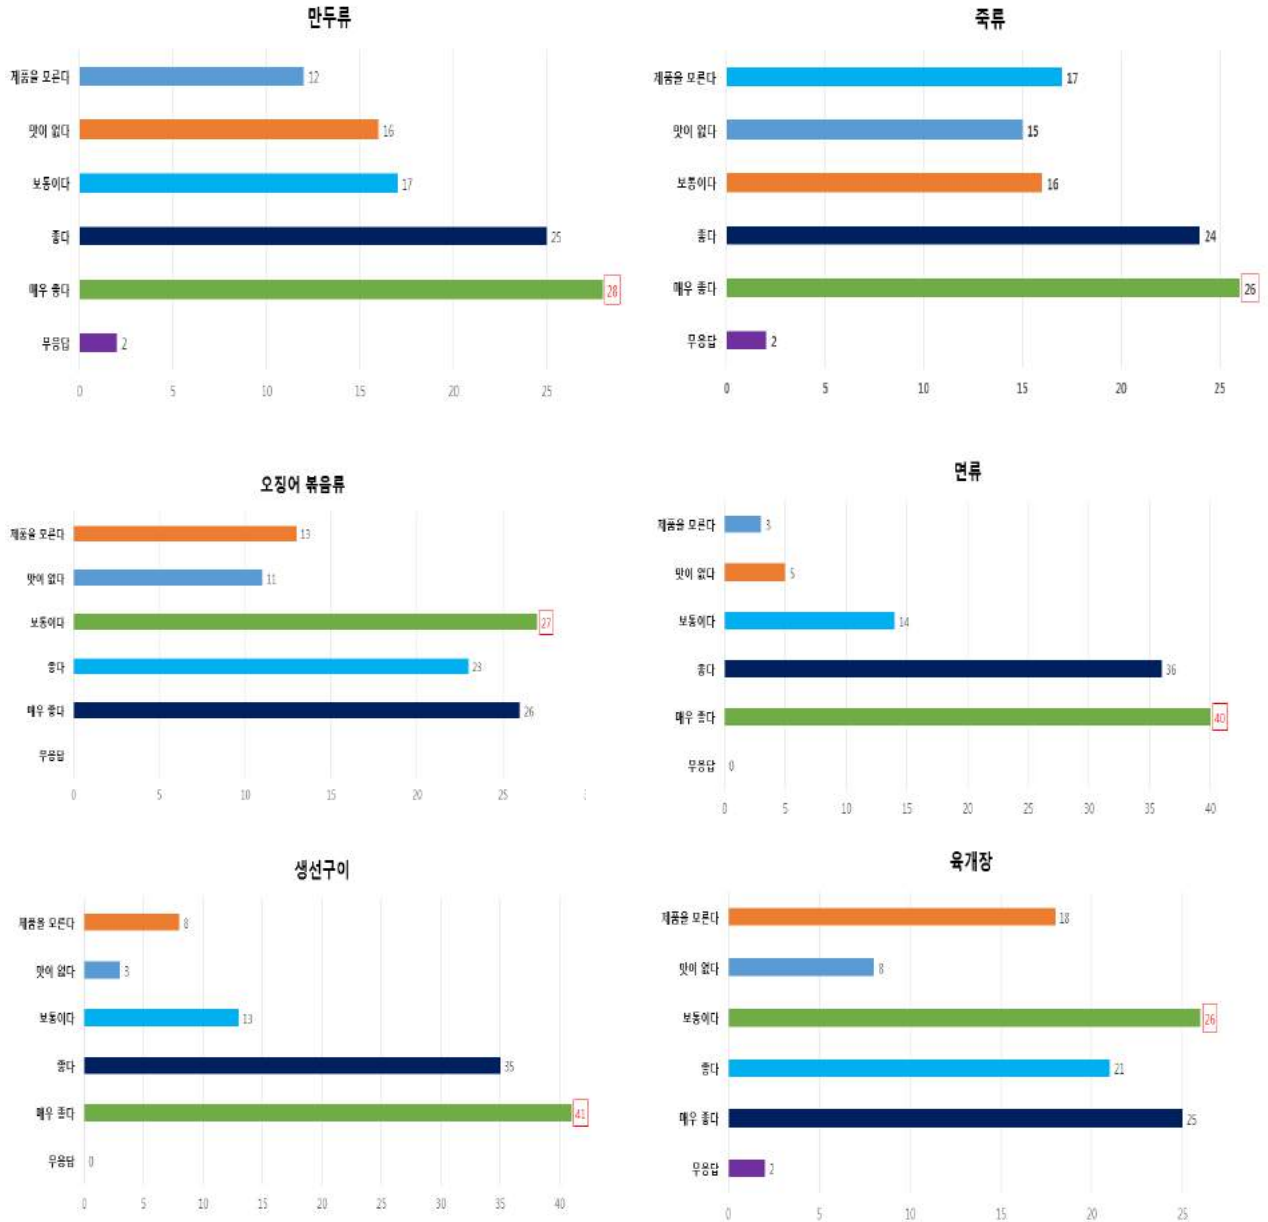 만두류
제품을 모른다 12
맛이 없다 16
보통이다 17
좋다 25
매우 좋다 28
무응답 2
0 5 10 15 20 25
죽류
제품을 모른다 17
맛이 없다 15
보통이다 16
좋다 24
매우 좋다 26
무응답 2
0 5 10 15 20 25
오징어 볶음류
제품을 모른다 13
맛이 없다 11
보통이다 27
좋다 23
매우 좋다 26
무응답
0 5 10 15 20 25
면류
제품을 모른다 3
맛이 없다 5
보통이다 14
좋다 36
매우 좋다 40
무응답 0
0 5 10 15 20 25 30 35 40
생선구이
제품을 모른다 8
맛이 없다 3
보통이다 13
좋다 35
매우 좋다 41
무응답 0
0 5 10 15 20 25 30 35 40
육개장
제품을 모른다 18
맛이 없다 8
보통이다 26
좋다 21
매우 좋다 25
무응답 2
0 5 10 15 20 25